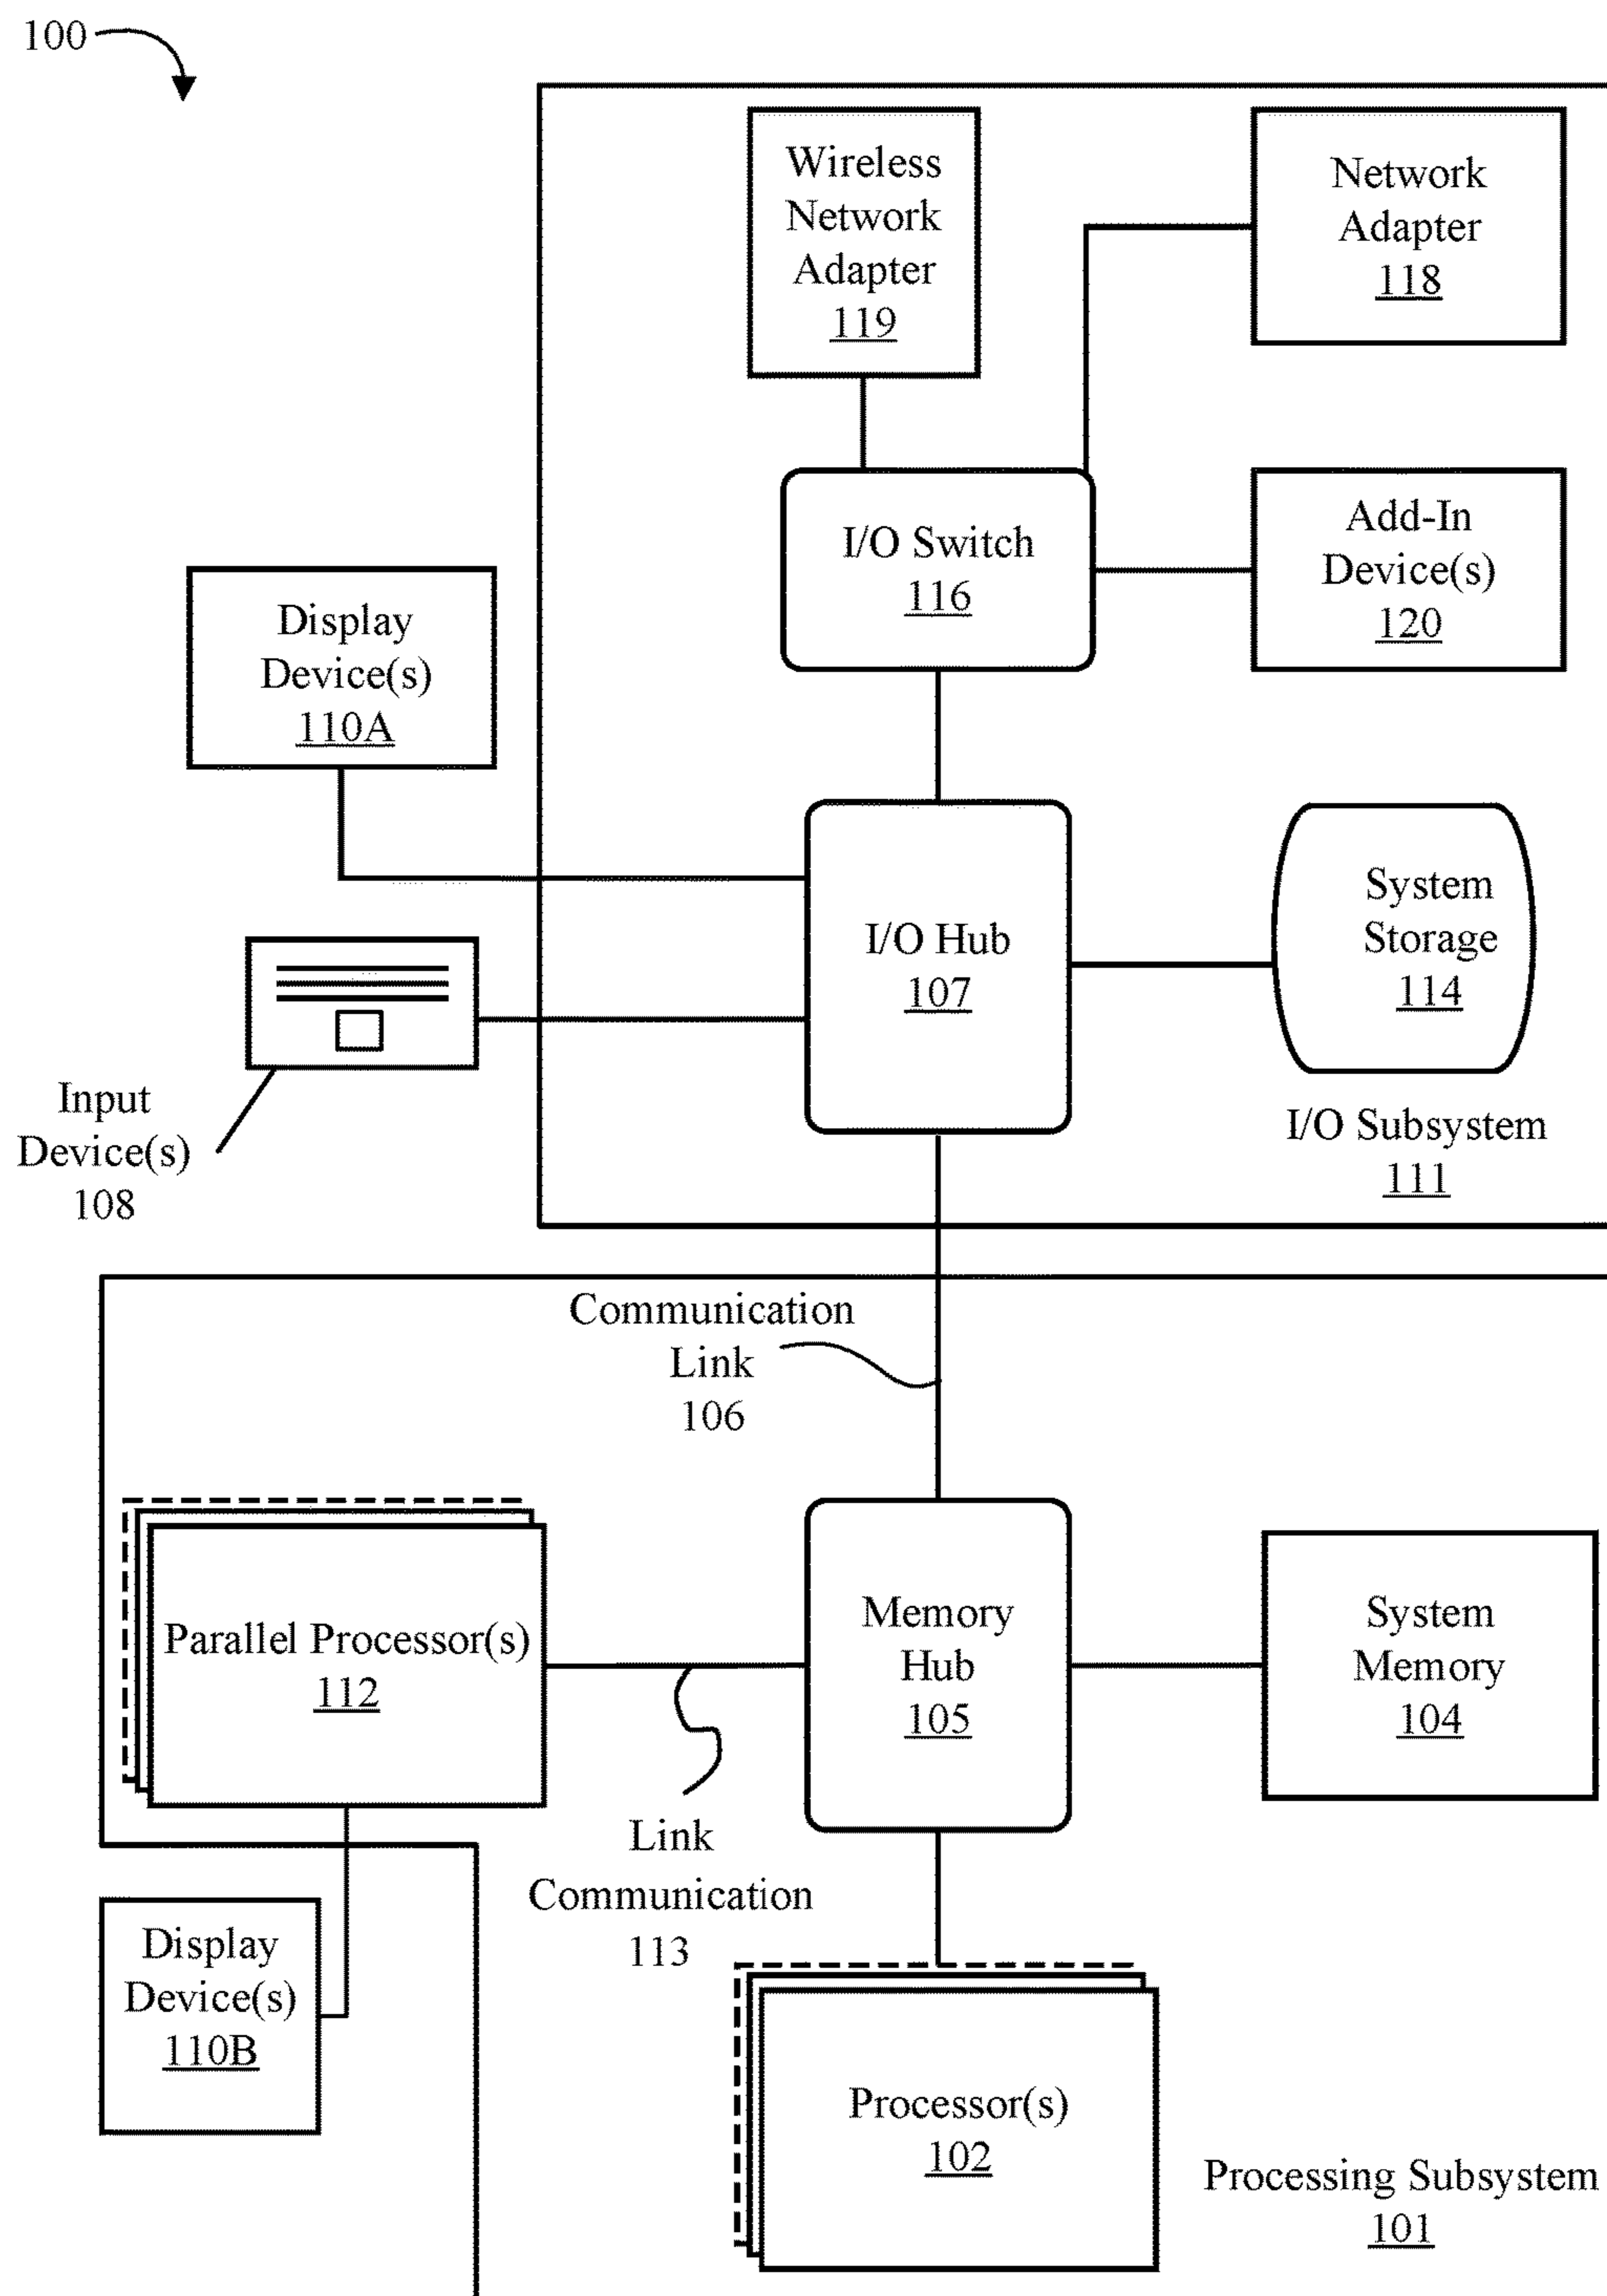 100
Wireless
Network
Adapter
119
Network
Adapter
118
I/O Switch
116
Add-In
Device(s)
120
Display
Device(s)
110A
I/O Hub
107
System
Storage
114
Input
Device(s)
108
I/O Subsystem
111
Communication
Link
106
Parallel Processor(s)
112
Memory
Hub
105
System
Memory
104
Link
Communication
113
Display
Device(s)
110B
Processor(s)
102
Processing Subsystem
101